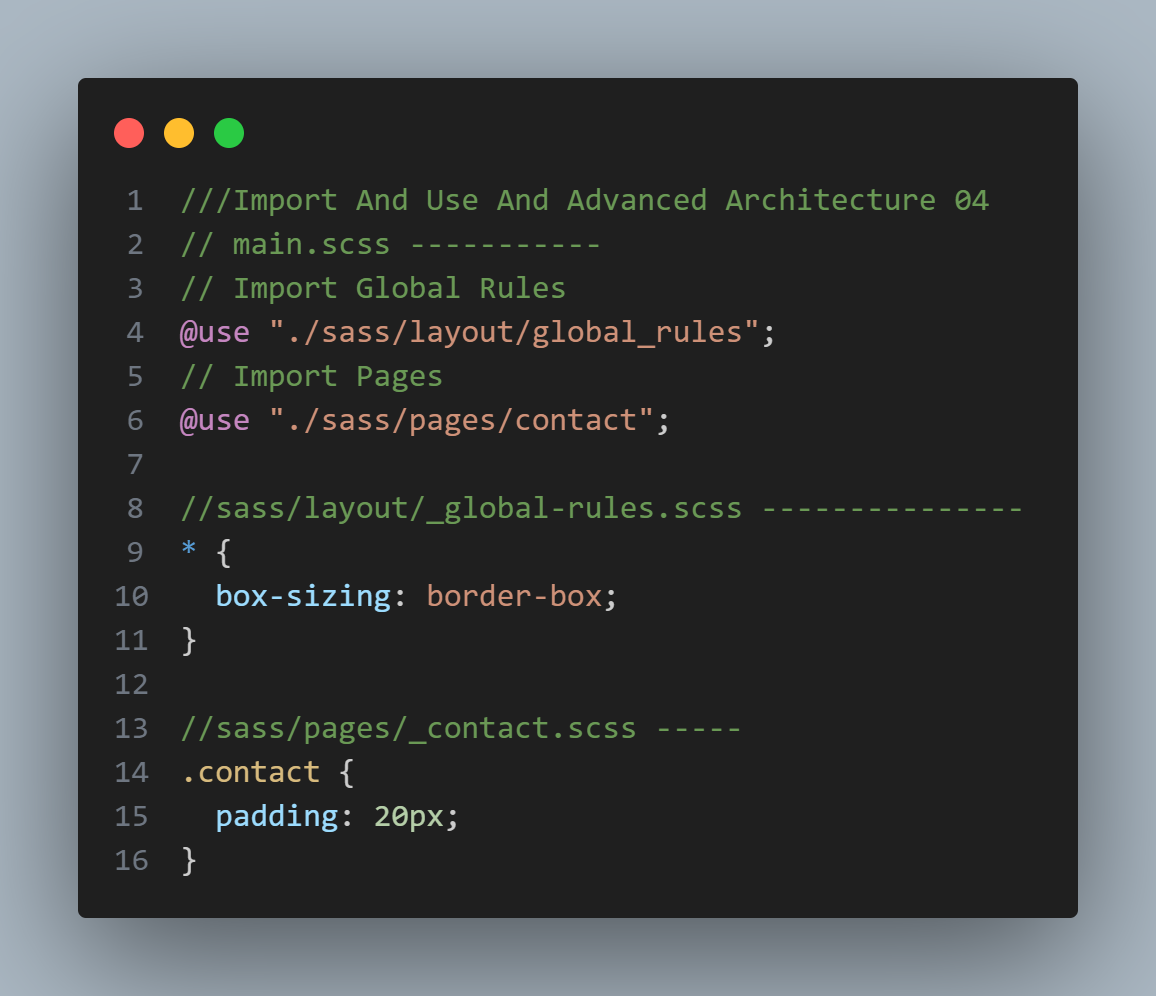 1 ///Import And Use And Advanced Architecture 04
2 // main.scss -----------
3 // Import Global Rules
4 @use "./sass/layout/global_rules";
5 // Import Pages
6 @use "./sass/pages/contact";
7
8 //sass/layout/_global-rules.scss ---------------
9 * {
10   box-sizing: border-box;
11 }
12
13 //sass/pages/_contact.scss -----
14 .contact {
15   padding: 20px;
16 }